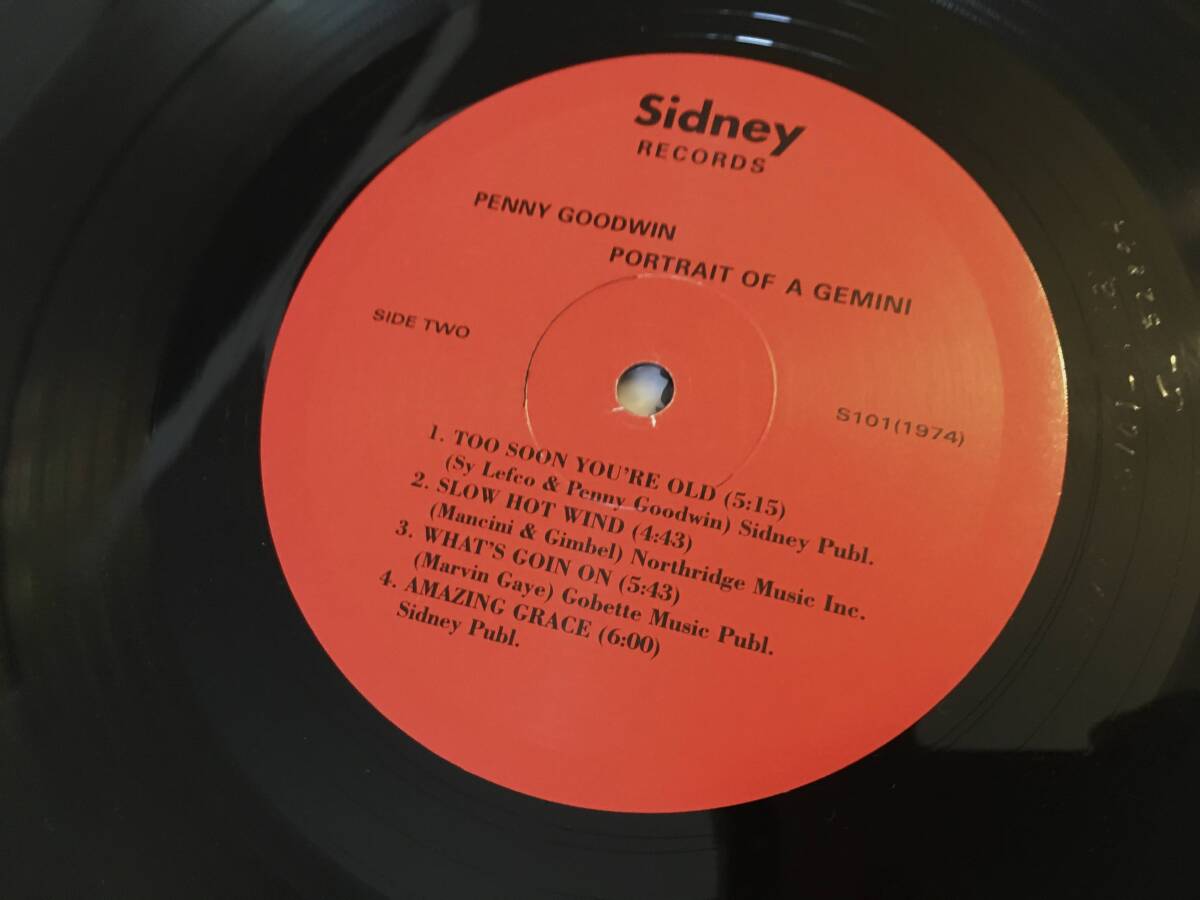 Sidney
RECORDS
PENNY GOODWIN
PORTRAIT OF A GEMINI
SIDE TWO
S101(1974)
1. TOO SOON YOU'RE OLD (5:15)
(Sy Lefco & Penny Goodwin) Sidney Publ.
2. SLOW HOT WIND (4:43)
(Mancini & Gimbel) Northridge Music Inc.
3. WHAT'S GOIN ON (5:43)
(Marvin Gaye) Gobette Music Publ.
4. AMAZING GRACE (6:00)
Sidney Publ.